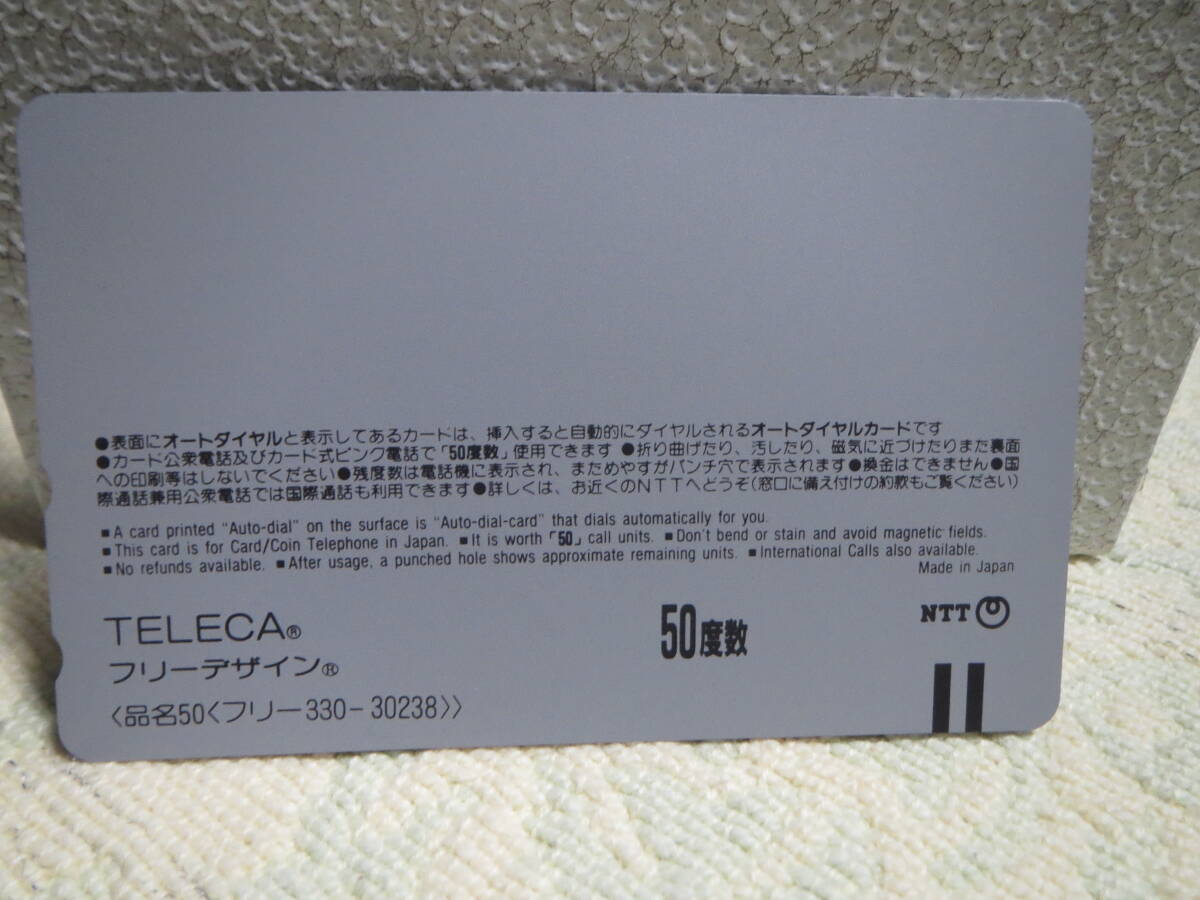 ●表面にオートダイヤルと表示してあるカードは、挿入すると自動的にダイヤルされるオートダイヤルカードです
●カード公衆電話及びカード式ピンク電話で「50度数」使用できます ●折り曲げたり、汚したり、磁気に近づけたりまた裏面
への印刷等はしないでください●残度数は電話機に表示され、まためやすがパンチ穴で表示されます●換金はできません●国
際通話兼用公衆電話では国際通話も利用できます●詳しくは、お近くのNTTへどうぞ(窓口に備え付けの約款もご覧ください)
■A card printed “Auto-dial” on the surface is “Auto-dial-card” that dials automatically for you.
■This card is for Card/Coin Telephone in Japan. ■It is worth「50」call units. ■Don't bend or stain and avoid magnetic fields.
■No refunds available. ■After usage, a punched hole shows approximate remaining units. ■International Calls also available.
Made in Japan
TELECA®
フリーデザイン®
50度数
NTT
〈品名50〈フリー330-30238〉〉